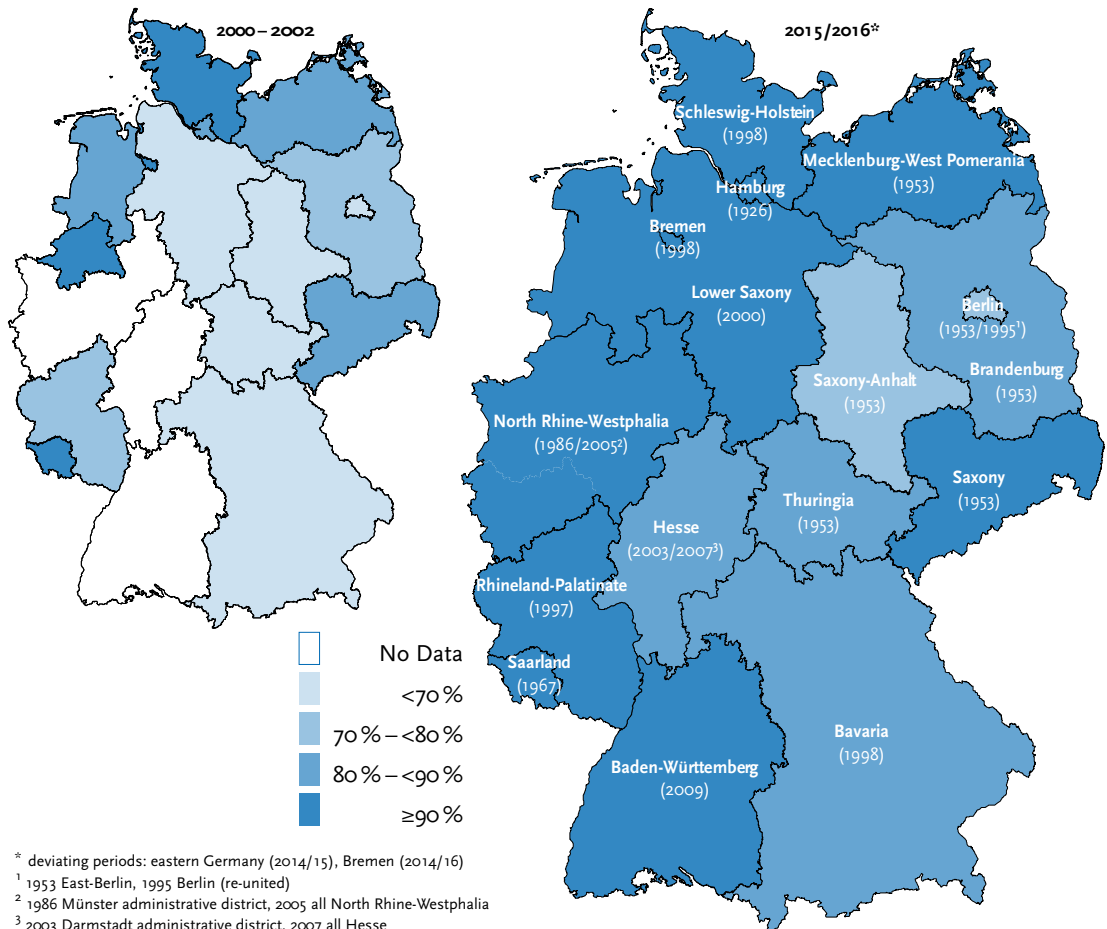 2000 – 2002
2015/2016*
Schleswig-Holstein
(1998)
Mecklenburg-West Pomerania
(1953)
Hamburg
(1926)
Bremen
(1998)
Lower Saxony
(2000)
Berlin
(1953/1995¹)
Brandenburg
(1953)
Saxony-Anhalt
(1953)
North Rhine-Westphalia
(1986/2005²)
Saxony
(1953)
Thuringia
(1953)
Hesse
(2003/2007³)
Rhineland-Palatinate
(1997)
Saarland
(1967)
Bavaria
(1998)
Baden-Württemberg
(2009)
No Data
<70 %
70 % – <80 %
80 % – <90 %
≥90 %
* deviating periods: eastern Germany (2014/15), Bremen (2014/16)
¹ 1953 East-Berlin, 1995 Berlin (re-united)
² 1986 Münster administrative district, 2005 all North Rhine-Westphalia
³ 2003 Darmstadt administrative district, 2007 all Hesse